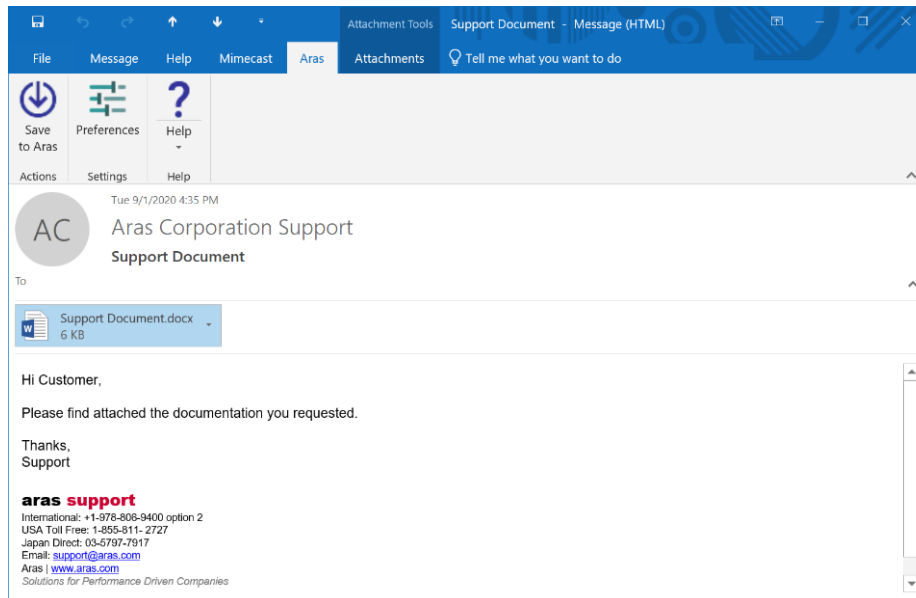 Attachment Tools Support Document - Message (HTML)
File Message Help Mimecast Aras Attachments Tell me what you want to do
Save to Aras
Preferences
Help
Actions Settings Help
AC
Tue 9/1/2020 4:35 PM
Aras Corporation Support
Support Document
To
Support Document.docx
6 KB
Hi Customer,
Please find attached the documentation you requested.
Thanks,
Support
aras support
International: +1-978-806-9400 option 2
USA Toll Free: 1-855-811- 2727
Japan Direct: 03-5797-7917
Email: support@aras.com
Aras | www.aras.com
Solutions for Performance Driven Companies